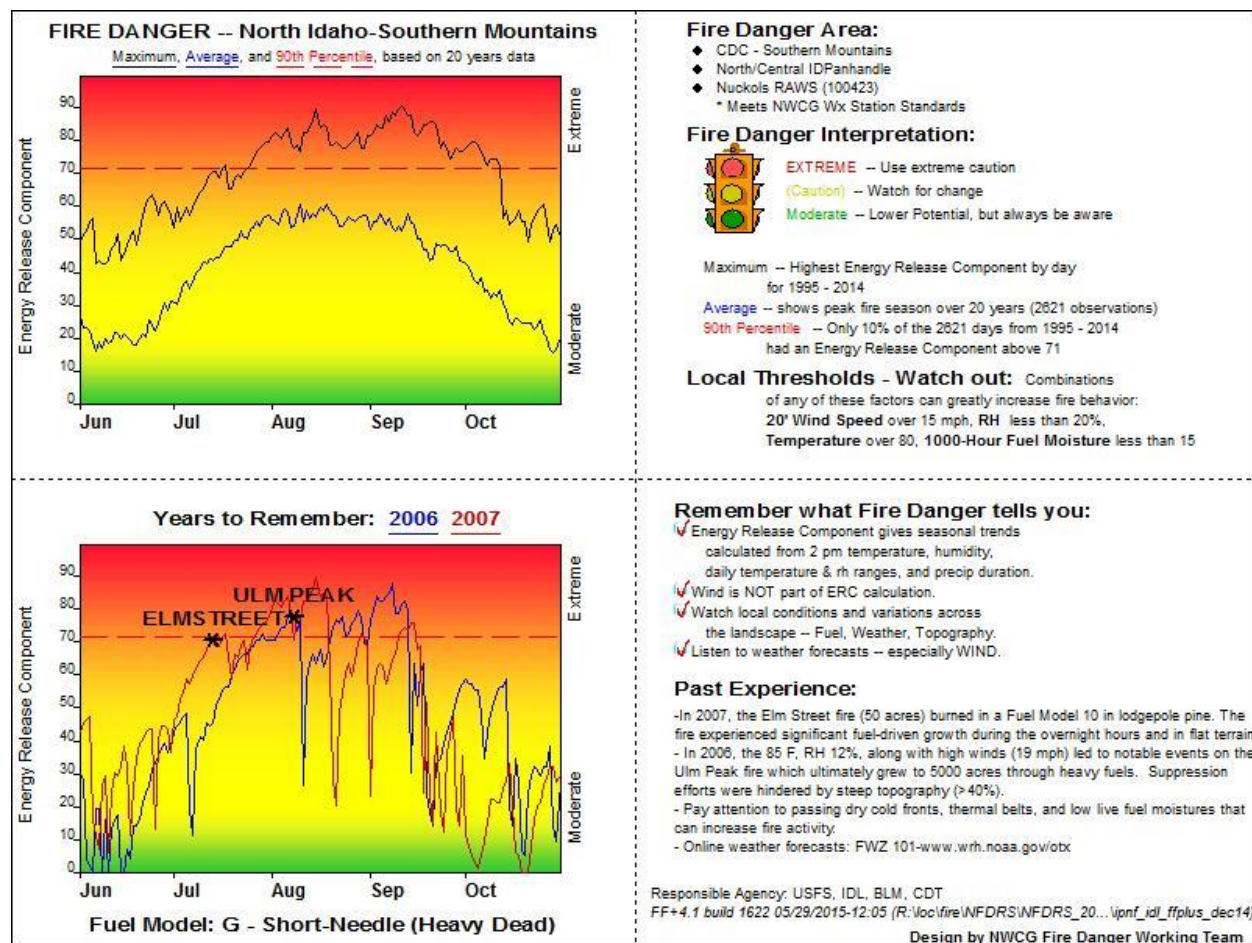 FIRE DANGER -- North Idaho-Southern Mountains
Maximum, Average, and 90th Percentile, based on 20 years data
Energy Release Component
90
80
70
60
50
40
30
20
10
0
Extreme
Moderate
Jun Jul Aug Sep Oct
Fire Danger Area:
CDC - Southern Mountains
North/Central IDPanhandle
Nuckols RAWS (100423)
* Meets NWCG Wx Station Standards
Fire Danger Interpretation:
EXTREME -- Use extreme caution
(Caution) -- Watch for change
Moderate -- Lower Potential, but always be aware
Maximum -- Highest Energy Release Component by day
for 1995 - 2014
Average -- shows peak fire season over 20 years (2621 observations)
90th Percentile -- Only 10% of the 2621 days from 1995 - 2014
had an Energy Release Component above 71
Local Thresholds - Watch out: Combinations
of any of these factors can greatly increase fire behavior:
20' Wind Speed over 15 mph, RH less than 20%,
Temperature over 80, 1000-Hour Fuel Moisture less than 15
Years to Remember: 2006 2007
Energy Release Component
90
80
70
60
50
40
30
20
10
0
ULM PEAK
ELMSTREET
Extreme
Moderate
Jun Jul Aug Sep Oct
Fuel Model: G - Short-Needle (Heavy Dead)
Remember what Fire Danger tells you:
Energy Release Component gives seasonal trends
calculated from 2 pm temperature, humidity,
daily temperature & rh ranges, and precip duration.
Wind is NOT part of ERC calculation.
Watch local conditions and variations across
the landscape -- Fuel, Weather, Topography.
Listen to weather forecasts -- especially WIND.
Past Experience:
-In 2007, the Elm Street fire (50 acres) burned in a Fuel Model 10 in lodgepole pine. The
fire experienced significant fuel-driven growth during the overnight hours and in flat terrain
- In 2006, the 85 F, RH 12%, along with high winds (19 mph) led to notable events on the
Ulm Peak fire which ultimately grew to 5000 acres through heavy fuels. Suppression
efforts were hindered by steep topography (>40%).
- Pay attention to passing dry cold fronts, thermal belts, and low live fuel moistures that
can increase fire activity.
- Online weather forecasts: FWZ 101-www.wrh.noaa.gov/otx
Responsible Agency: USFS, IDL, BLM, CDT
FF+4.1 build 1622 05/29/2015-12:05 (R:\loc\fire\NFDRS\NFDRS_20...\ipnf_idl_ffplus_dec14)
Design by NWCG Fire Danger Working Team